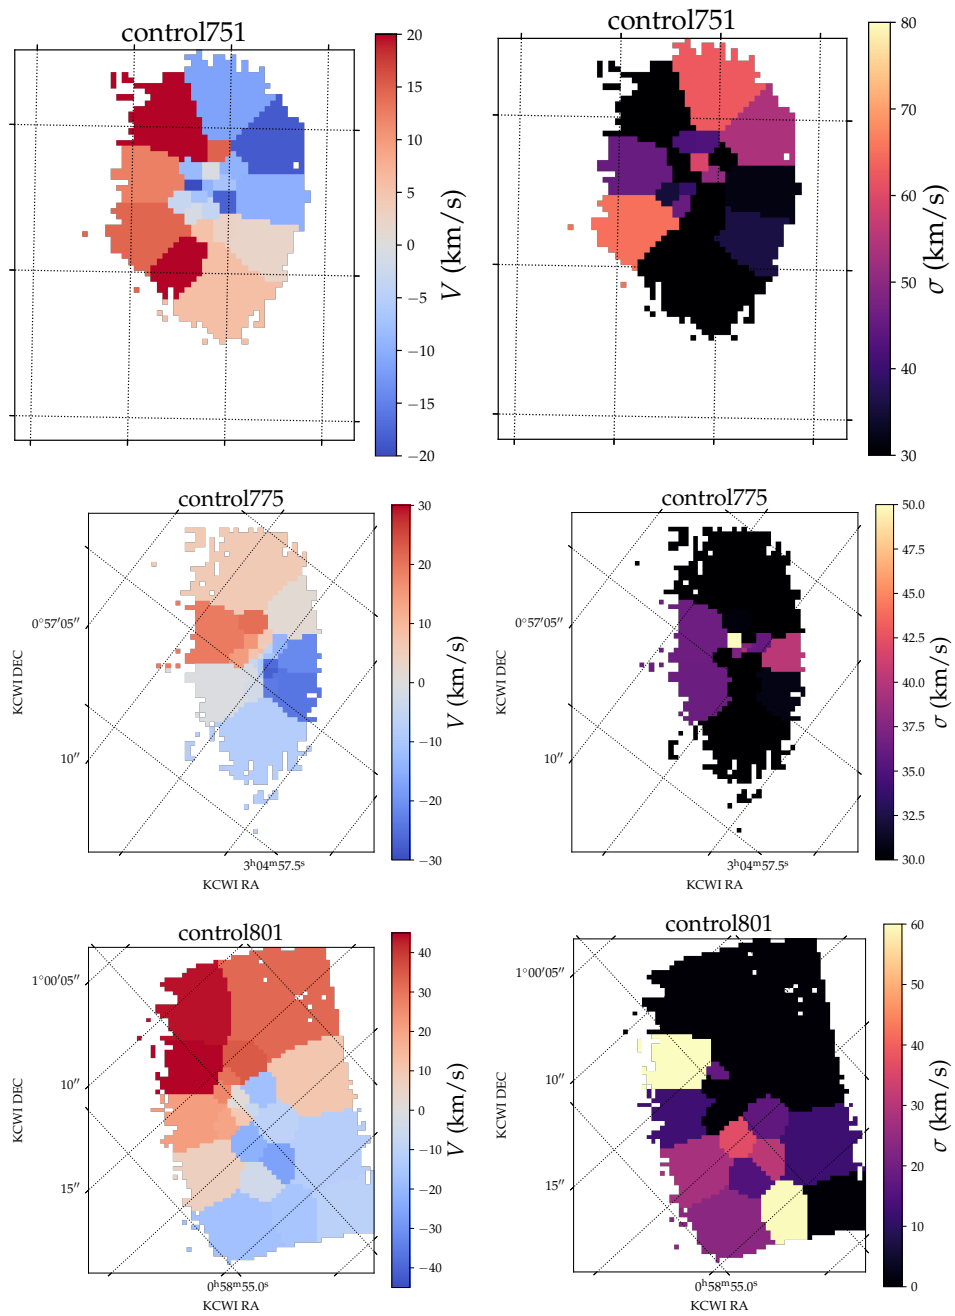 control751
20
15
10
5
0
−5
−10
−15
−20
V (km/s)
control751
80
70
60
50
40
30
σ (km/s)
control775
0°57′05″
10″
KCWI DEC
3ʰ04ᵐ57.5ˢ
KCWI RA
30
20
10
0
−10
−20
−30
V (km/s)
control775
0°57′05″
10″
KCWI DEC
3ʰ04ᵐ57.5ˢ
KCWI RA
50.0
47.5
45.0
42.5
40.0
37.5
35.0
32.5
30.0
σ (km/s)
control801
1°00′05″
10″
15″
KCWI DEC
0ʰ58ᵐ55.0ˢ
KCWI RA
40
30
20
10
0
−10
−20
−30
−40
V (km/s)
control801
1°00′05″
10″
15″
KCWI DEC
0ʰ58ᵐ55.0ˢ
KCWI RA
60
50
40
30
20
10
0
σ (km/s)